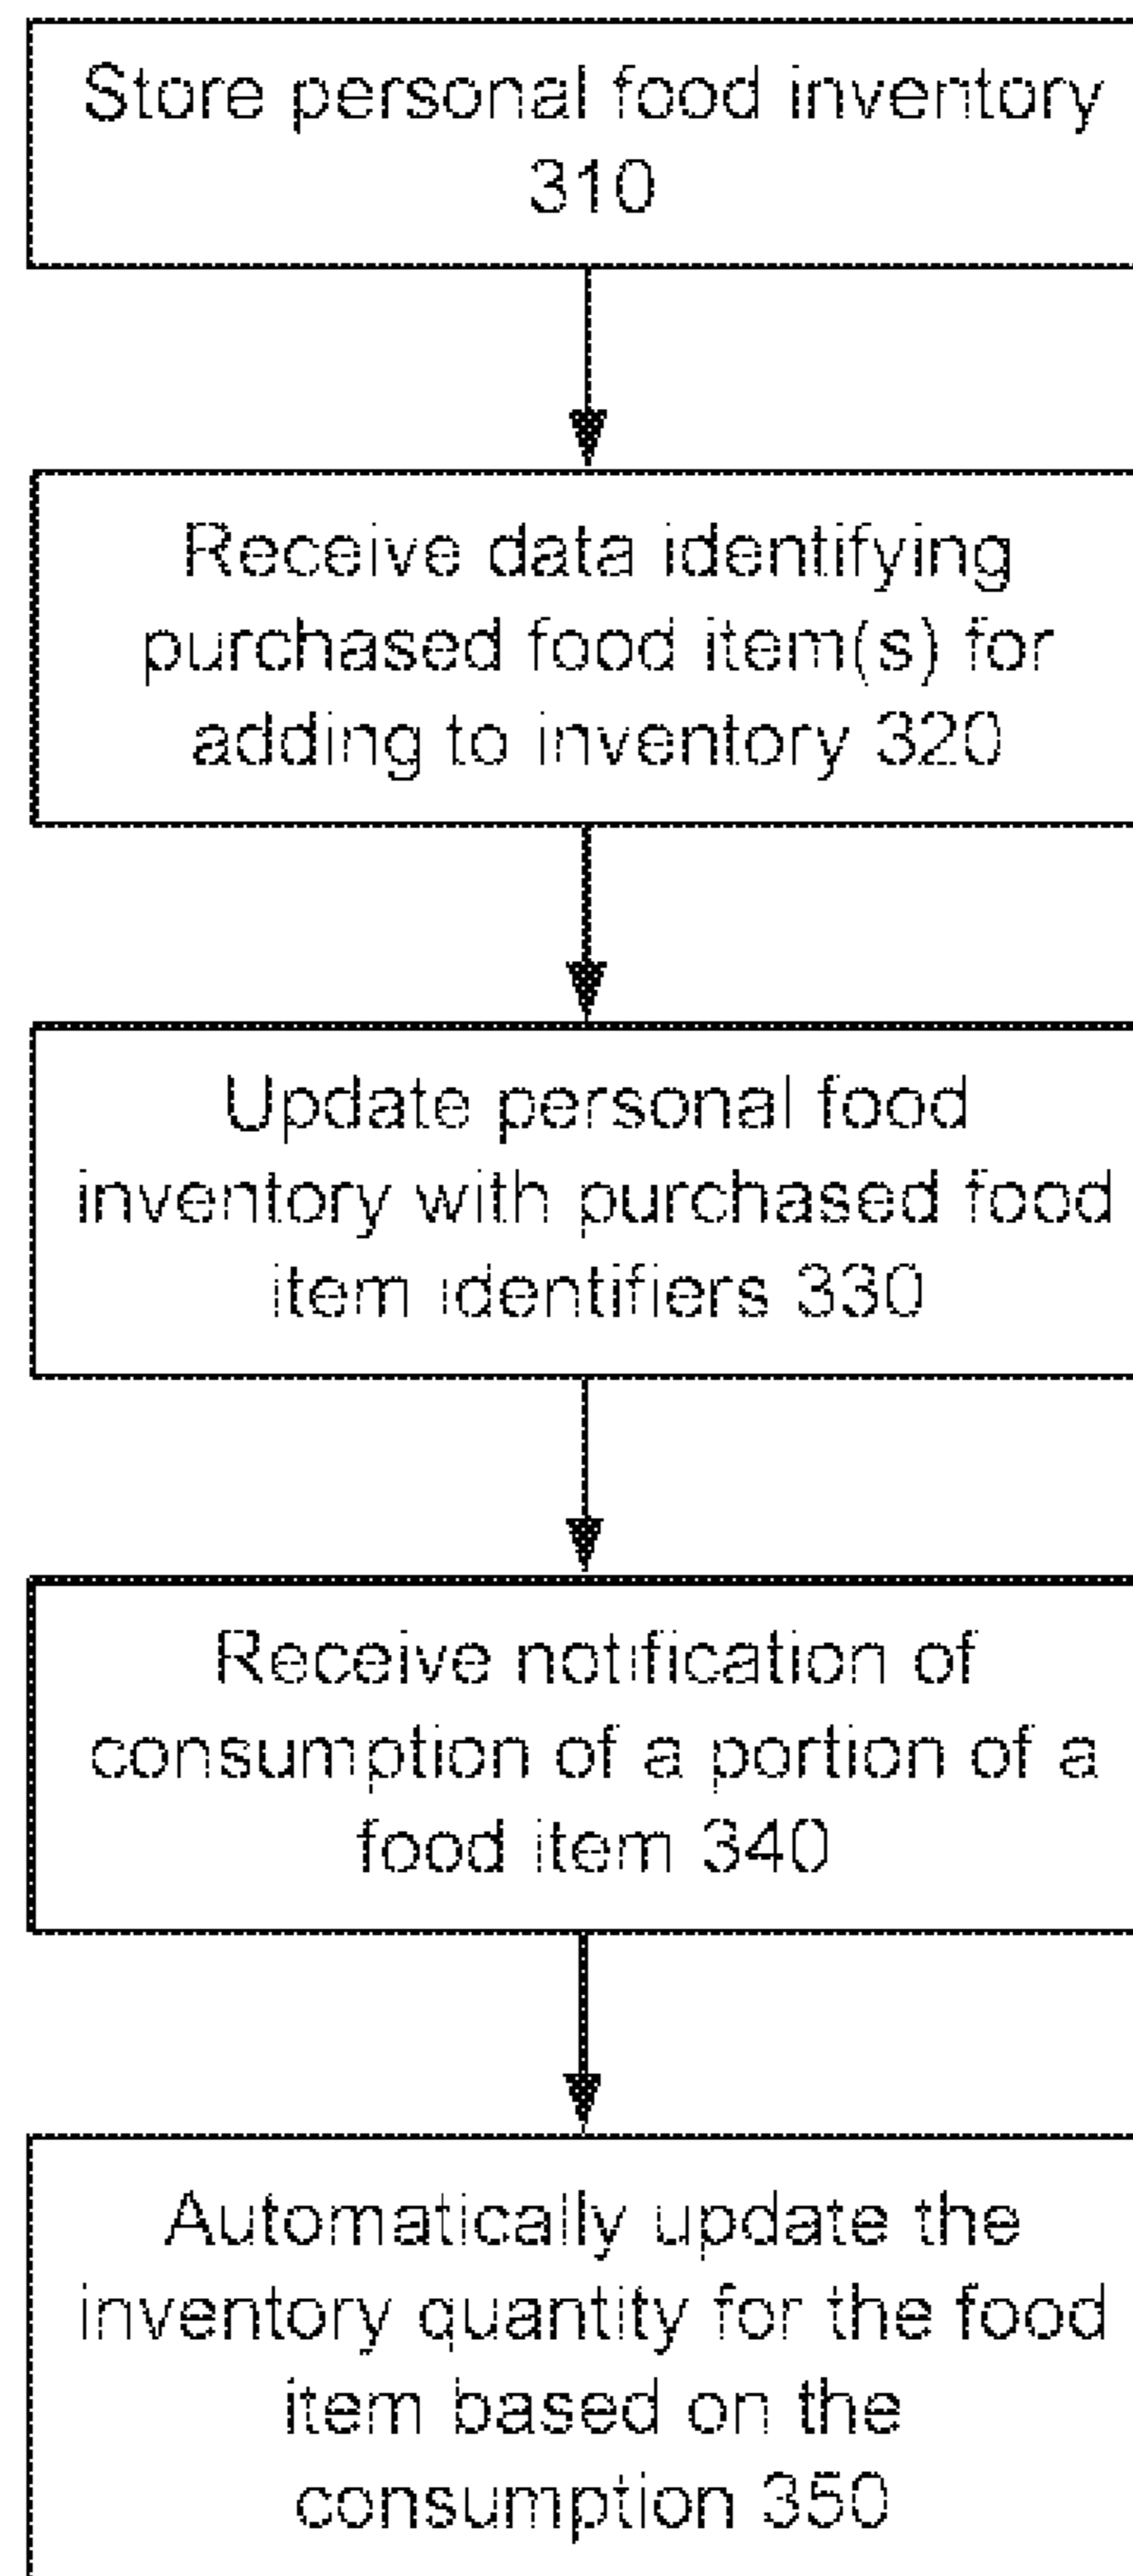 Store personal food inventory
310
Receive data identifying
purchased food item(s) for
adding to inventory 320
Update personal food
inventory with purchased food
item identifiers 330
Receive notification of
consumption of a portion of a
food item 340
Automatically update the
inventory quantity for the food
item based on the
consumption 350